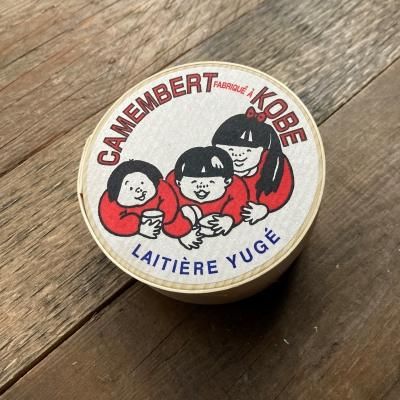 CAMEMBERT
FABRIQUÉ À
KOBE
LAITIÈRE YUGÉ